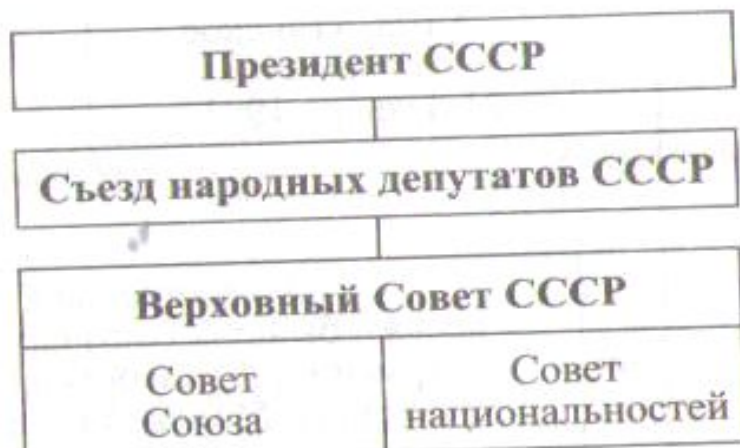 Президент СССР
Съезд народных депутатов СССР
Верховный Совет СССР
Совет
Союза
Совет
национальностей